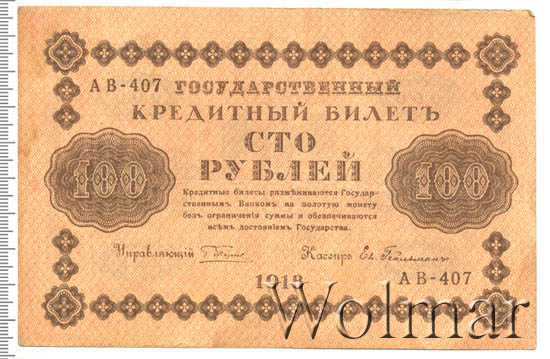 АВ-407 ГОСУДАРСТВЕННЫЙ
КРЕДИТНЫЙ БИЛЕТЪ
СТО
РУБЛЕЙ
100 100
Кредитные билеты размѣниваются Государ-
ственнымъ Банкомъ на золотую монету
безъ ограниченія суммы и обезпечиваются
всѣмъ достояніемъ Государства.
Управляющій
Кассиръ
1918
АВ-407
Wolmar